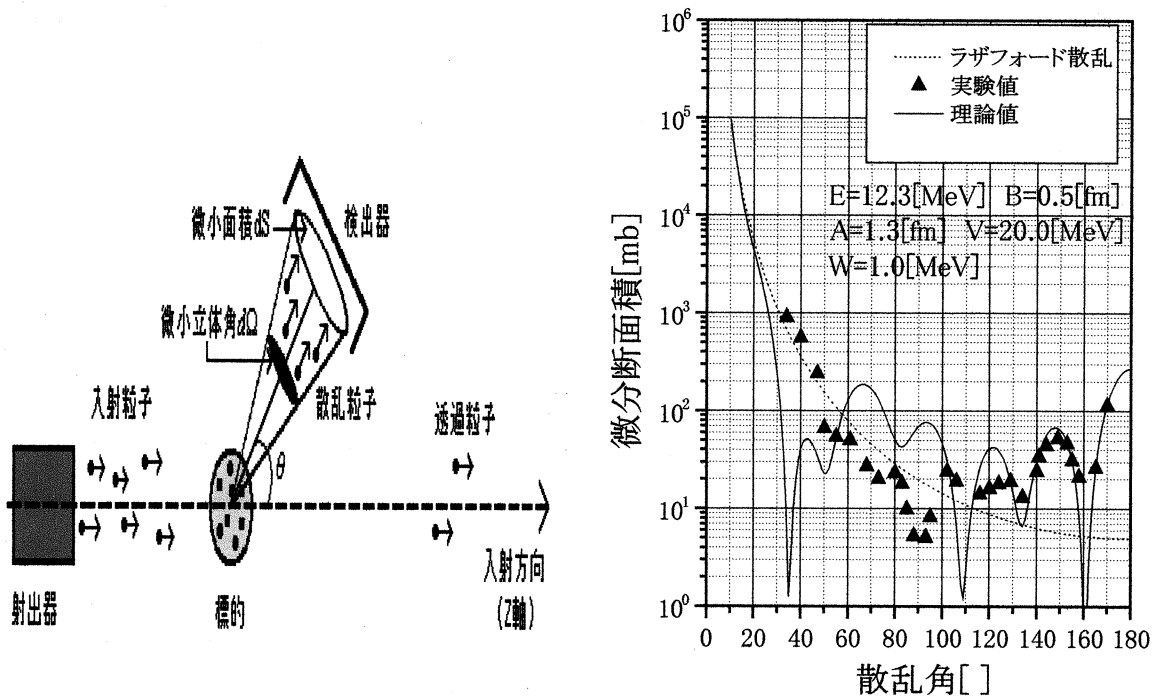 微小面積dS
検出器
微小立体角dΩ
入射粒子
散乱粒子
透過粒子
θ
入射方向
(Z軸)
射出器
標的
微分断面積[mb]
10⁶
10⁵
10⁴
10³
10²
10¹
10⁰
ラザフォード散乱
実験値
理論値
E=12.3[MeV] B=0.5[fm]
A=1.3[fm] V=20.0[MeV]
W=1.0[MeV]
0 20 40 60 80 100 120 140 160 180
散乱角[ ]